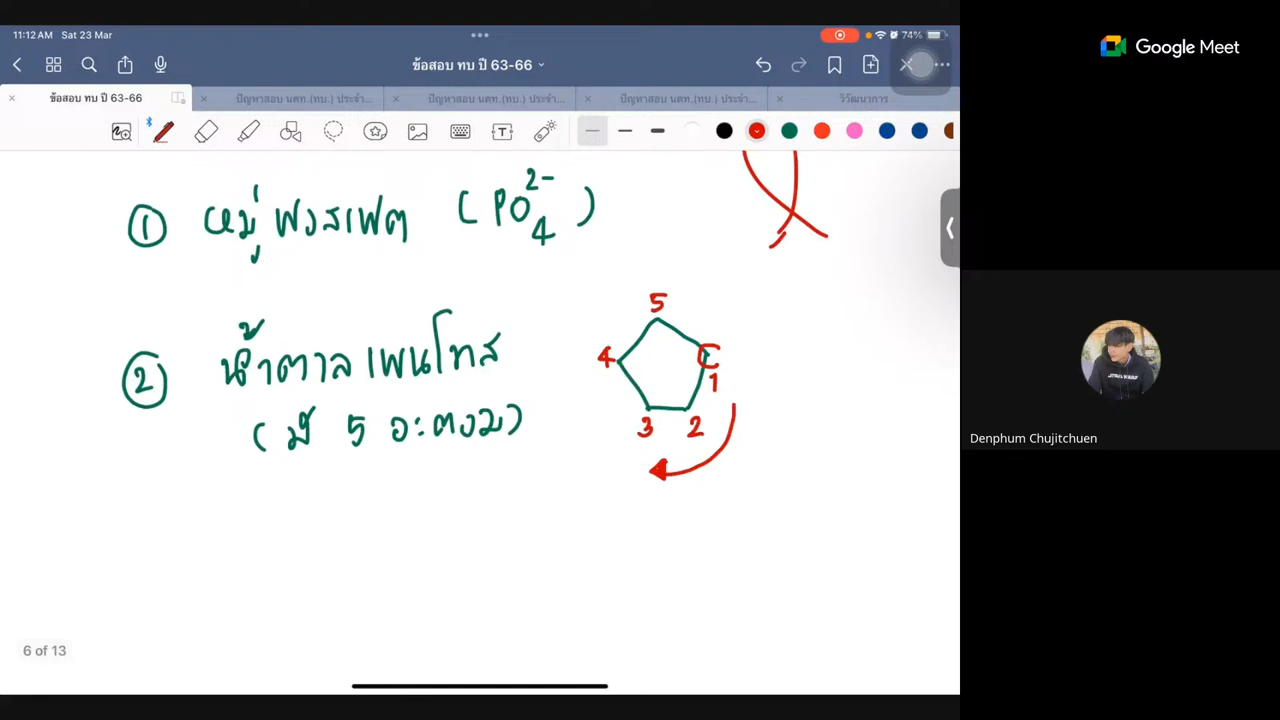 11:12 AM Sat 23 Mar
74%
Google Meet
ข้อสอบ ทบ ปี 63-66
ข้อสอบ ทบ ปี 63-66
ปัญหาสอบ นตท.(ทบ.) ประจำ...
ปัญหาสอบ นตท.(ทบ.) ประจำ...
ปัญหาสอบ นตท.(ทบ.) ประจำ...
วิวัฒนาการ
① หมู่ฟอสเฟต (PO₄²⁻)
② น้ำตาลเพนโทส
(มี 5 อะตอม)
5
4
C
1
3 2
Denphum Chujitchuen
6 of 13